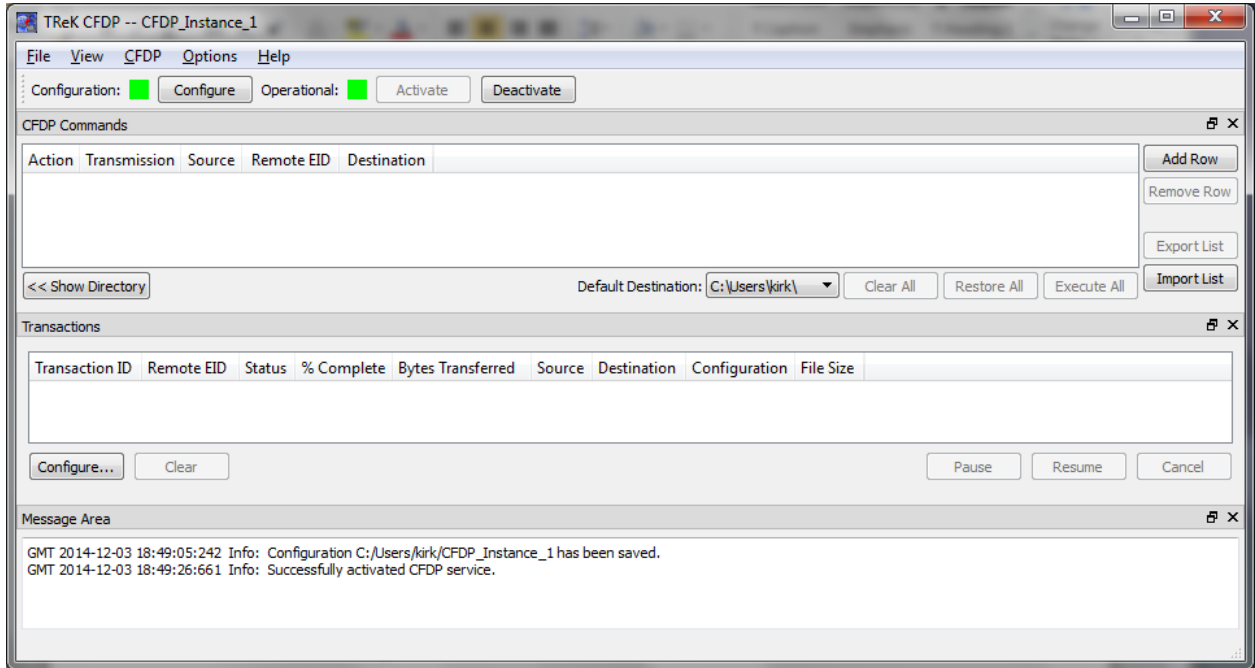 TReK CFDP -- CFDP_Instance_1
File View CFDP Options Help
Configuration: Configure Operational: Activate Deactivate
CFDP Commands
Action Transmission Source Remote EID Destination
Add Row
Remove Row
Export List
Import List
<< Show Directory Default Destination: C:\Users\kirk\ Clear All Restore All Execute All
Transactions
Transaction ID Remote EID Status % Complete Bytes Transferred Source Destination Configuration File Size
Configure... Clear Pause Resume Cancel
Message Area
GMT 2014-12-03 18:49:05:242 Info: Configuration C:/Users/kirk/CFDP_Instance_1 has been saved.
GMT 2014-12-03 18:49:26:661 Info: Successfully activated CFDP service.